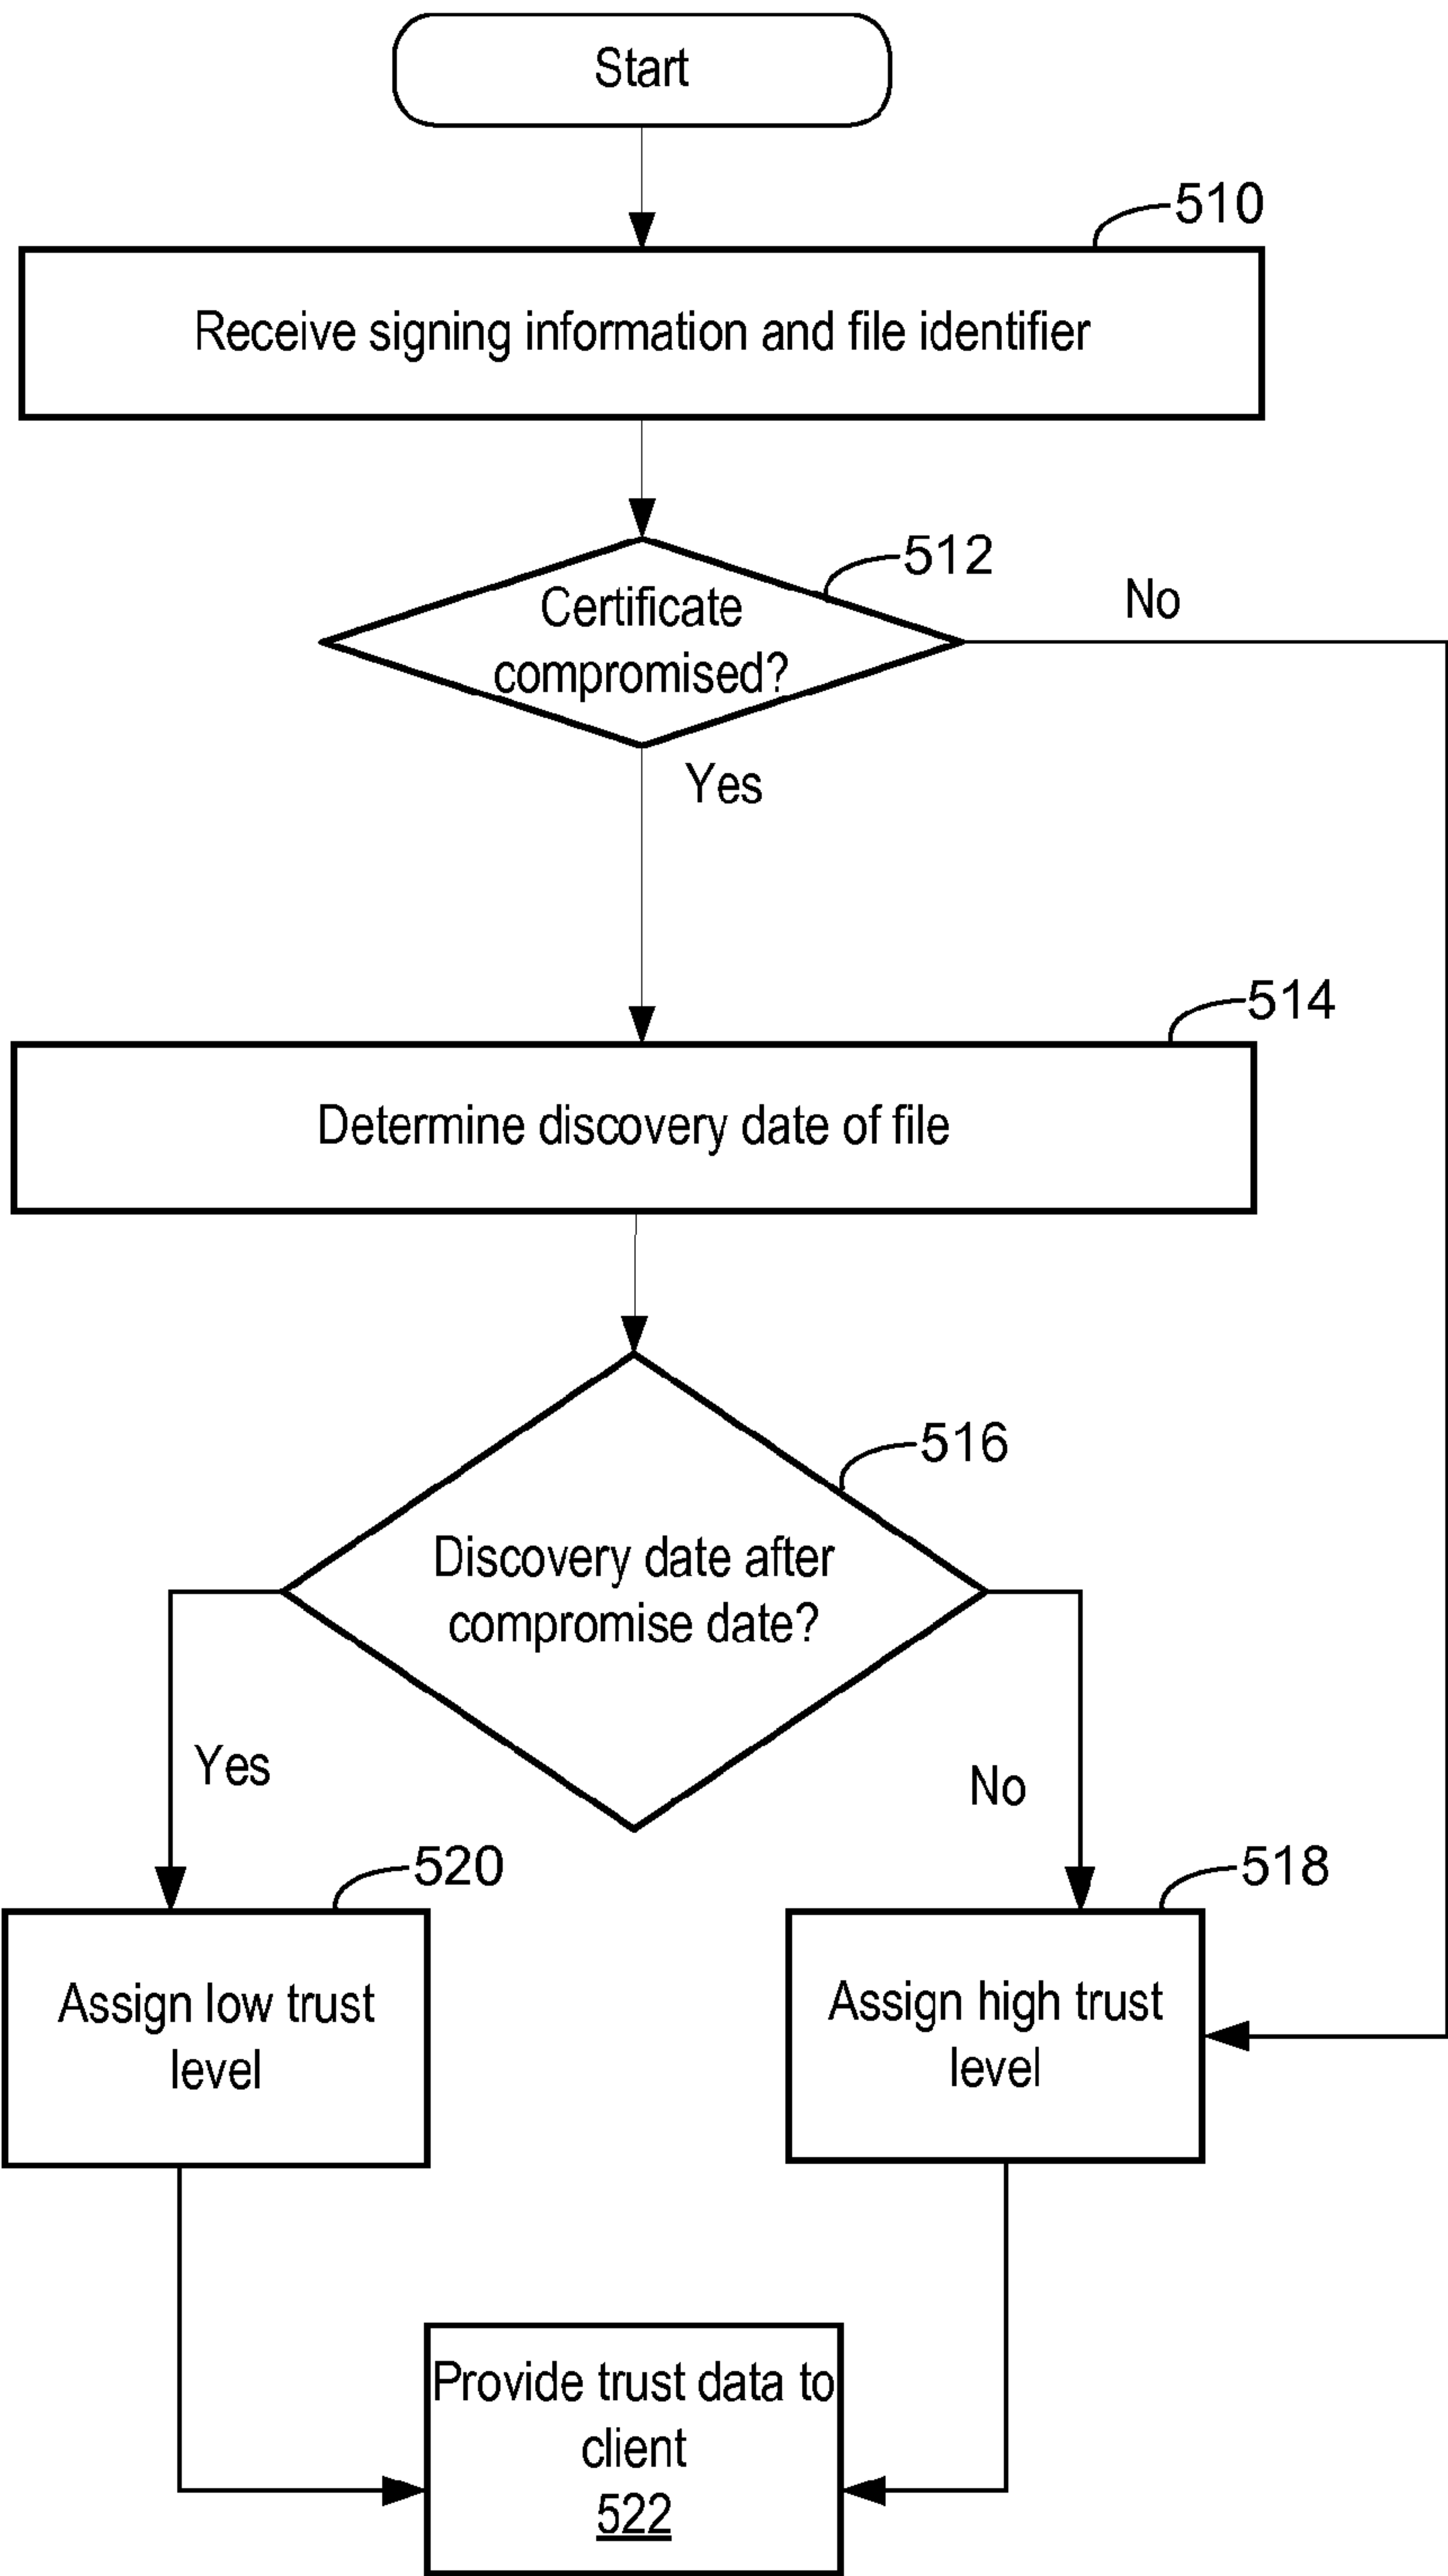 Start
510
Receive signing information and file identifier
512
No
Certificate
compromised?
Yes
514
Determine discovery date of file
516
Discovery date after
compromise date?
Yes
No
520
518
Assign low trust
level
Assign high trust
level
Provide trust data to
client
522